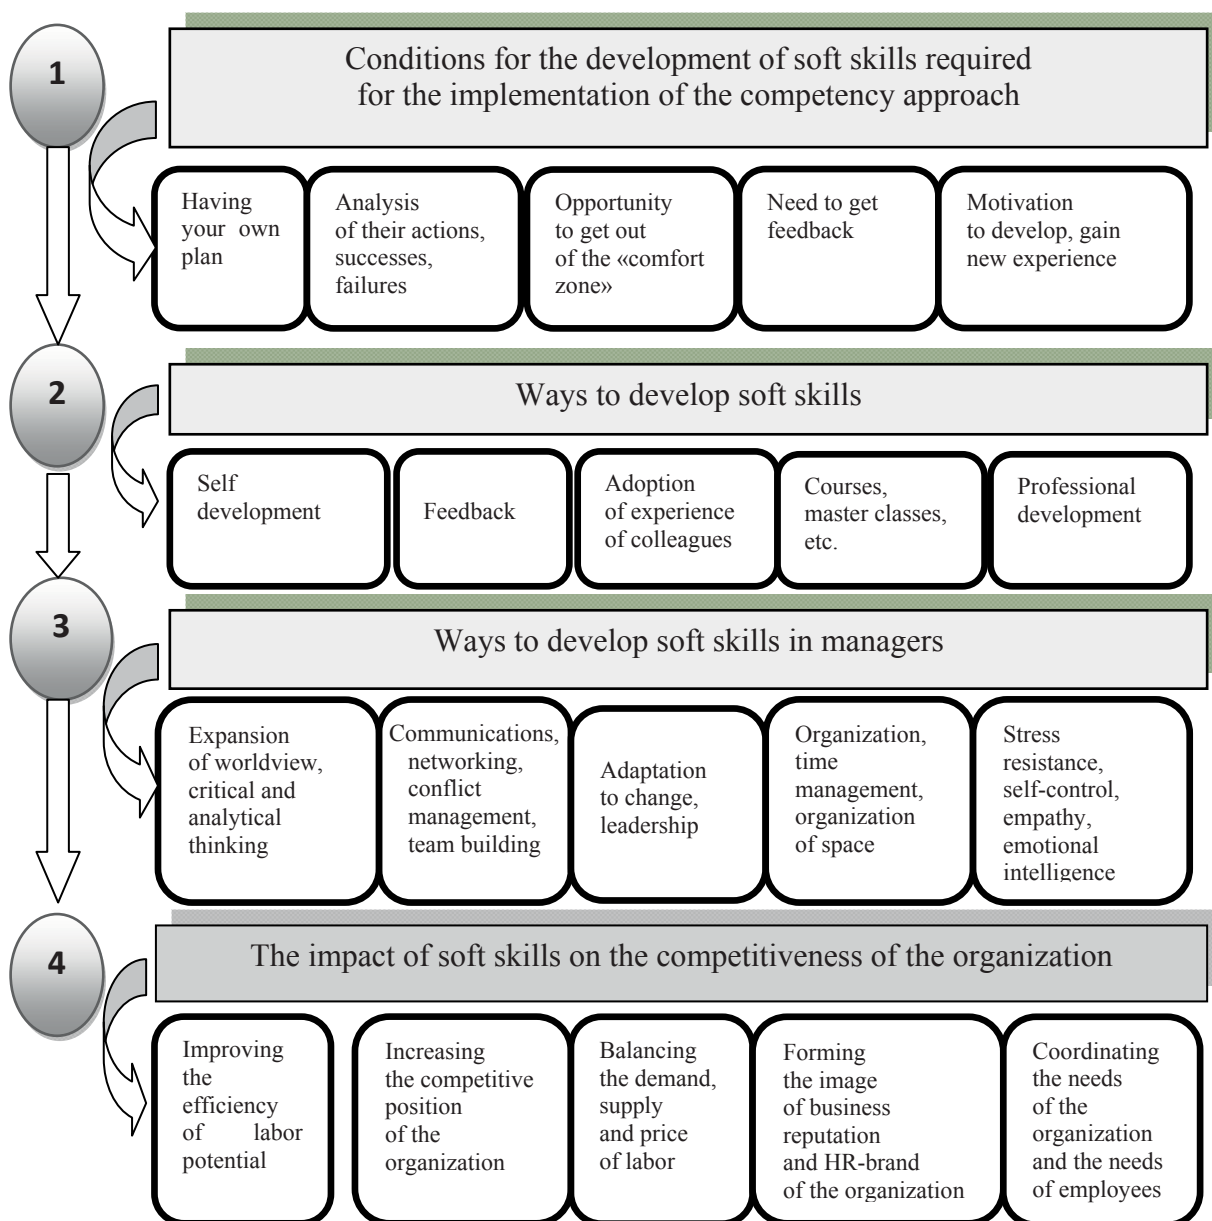 1
Conditions for the development of soft skills required
for the implementation of the competency approach
Having
your own
plan
Analysis
of their actions,
successes,
failures
Opportunity
to get out
of the «comfort
zone»
Need to get
feedback
Motivation
to develop, gain
new experience
2
Ways to develop soft skills
Self
development
Feedback
Adoption
of experience
of colleagues
Courses,
master classes,
etc.
Professional
development
3
Ways to develop soft skills in managers
Expansion
of worldview,
critical and
analytical
thinking
Communications,
networking,
conflict
management,
team building
Adaptation
to change,
leadership
Organization,
time
management,
organization
of space
Stress
resistance,
self-control,
empathy,
emotional
intelligence
4
The impact of soft skills on the competitiveness of the organization
Improving
the
efficiency
of labor
potential
Increasing
the competitive
position
of the
organization
Balancing
the demand,
supply
and price
of labor
Forming
the image
of business
reputation
and HR-brand
of the organization
Coordinating
the needs
of the
organization
and the needs
of employees